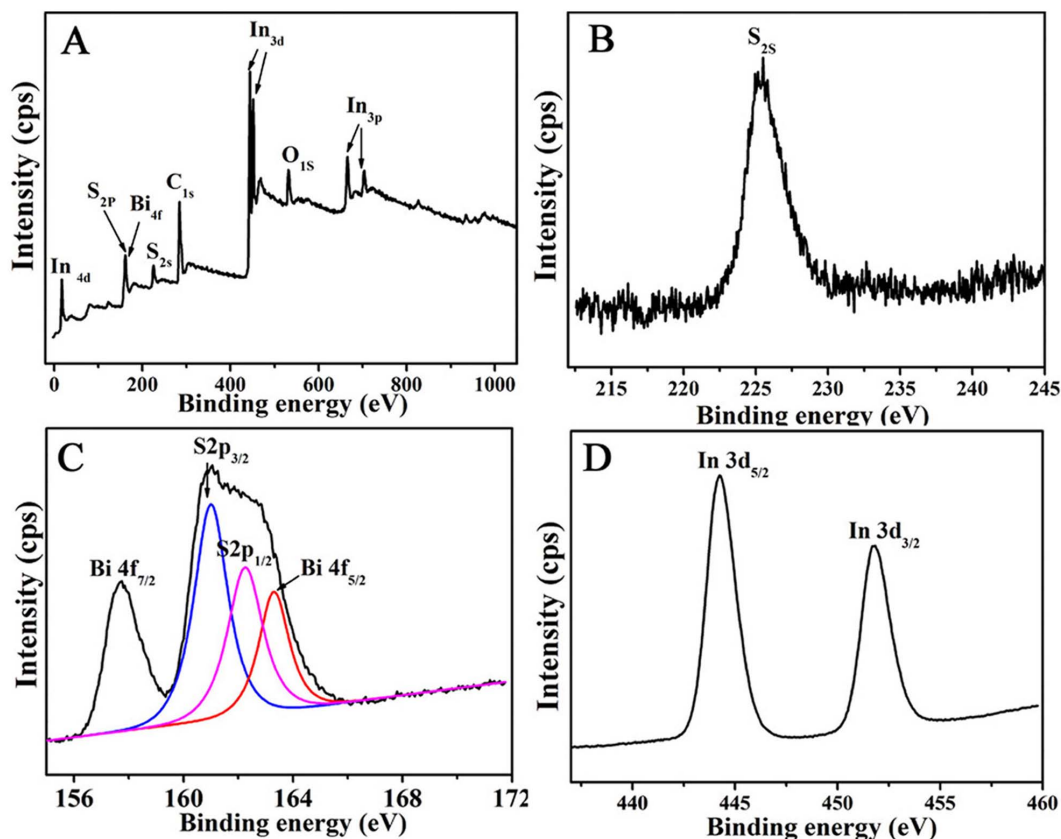 A
In3d
In3p
O1S
C1s
S2P
Bi4f
S2s
In 4d
Intensity (cps)
0 200 400 600 800 1000
Binding energy (eV)
B
S2S
Intensity (cps)
215 220 225 230 235 240 245
Binding energy (eV)
C
S2p3/2
S2p1/2
Bi 4f7/2
Bi 4f5/2
Intensity (cps)
156 160 164 168 172
Binding energy (eV)
D
In 3d5/2
In 3d3/2
Intensity (cps)
440 445 450 455 460
Binding energy (eV)